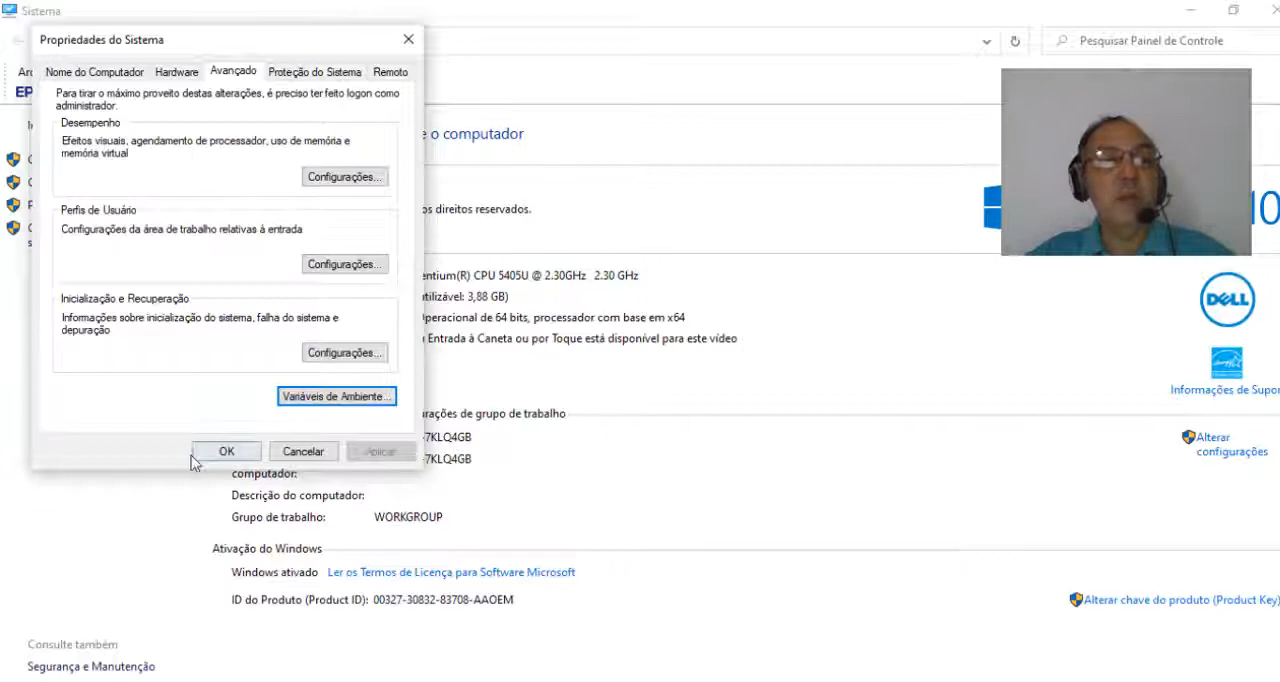 Sistema
Propriedades do Sistema
Pesquisar Painel de Controle
Nome do Computador Hardware Avançado Proteção do Sistema Remoto
Para tirar o máximo proveito destas alterações, é preciso ter feito logon como
administrador.
Desempenho
Efeitos visuais, agendamento de processador, uso de memória e
memória virtual
Configurações...
Perfis de Usuário
Configurações da área de trabalho relativas à entrada
Configurações...
Inicialização e Recuperação
Informações sobre inicialização do sistema, falha do sistema e
depuração
Configurações...
Variáveis de Ambiente...
OK Cancelar Aplicar
e o computador
os direitos reservados.
10
entium(R) CPU 5405U @ 2.30GHz 2.30 GHz
utilizável: 3,88 GB)
Operacional de 64 bits, processador com base em x64
Entrada à Caneta ou por Toque está disponível para este vídeo
DELL
Informações de Supor
urações de grupo de trabalho
-7KLQ4GB
-7KLQ4GB
Alterar
configurações
computador:
Descrição do computador:
Grupo de trabalho: WORKGROUP
Ativação do Windows
Windows ativado Ler os Termos de Licença para Software Microsoft
ID do Produto (Product ID): 00327-30832-83708-AAOEM
Alterar chave do produto (Product Key)
Consulte também
Segurança e Manutenção